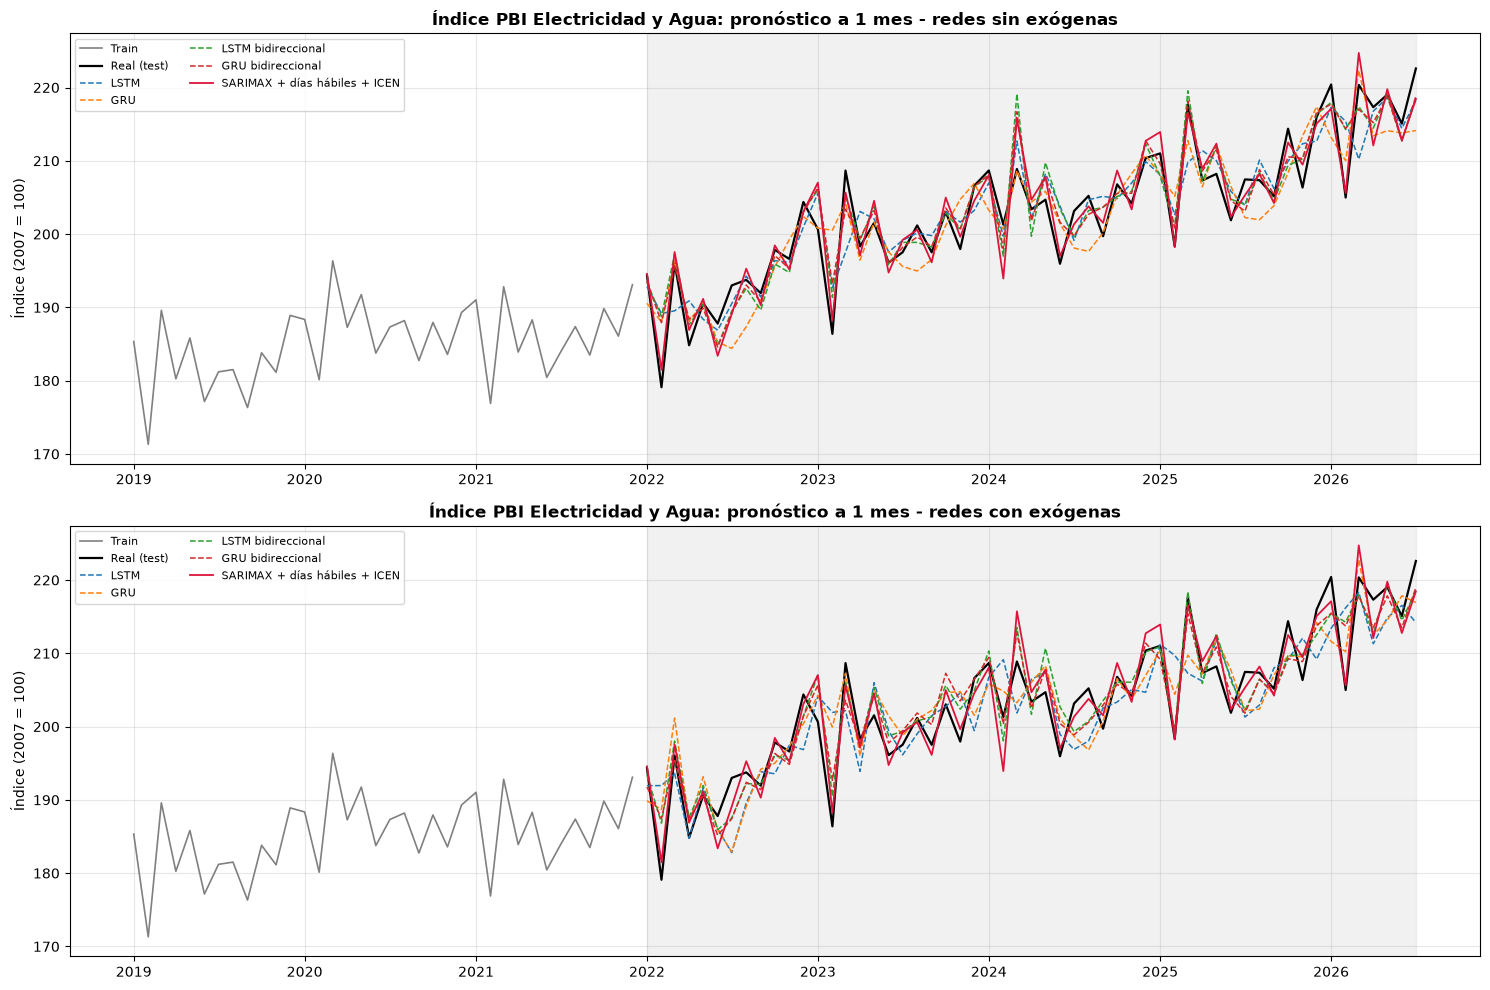 Índice PBI Electricidad y Agua: pronóstico a 1 mes - redes sin exógenas
Train
Real (test)
LSTM
GRU
LSTM bidireccional
GRU bidireccional
SARIMAX + días hábiles + ICEN
Índice (2007 = 100)
220
210
200
190
180
170
2019 2020 2021 2022 2023 2024 2025 2026
Índice PBI Electricidad y Agua: pronóstico a 1 mes - redes con exógenas
Train
Real (test)
LSTM
GRU
LSTM bidireccional
GRU bidireccional
SARIMAX + días hábiles + ICEN
Índice (2007 = 100)
220
210
200
190
180
170
2019 2020 2021 2022 2023 2024 2025 2026